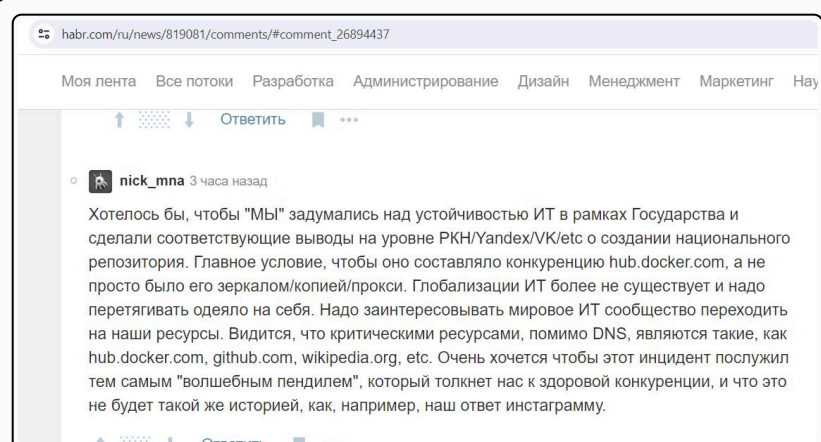 habr.com/ru/news/819081/comments/#comment_26894437
Моя лента Все потоки Разработка Администрирование Дизайн Менеджмент Маркетинг Нау
Ответить
nick_mna 3 часа назад
Хотелось бы, чтобы "МЫ" задумались над устойчивостью ИТ в рамках Государства и
сделали соответствующие выводы на уровне РКН/Yandex/VK/etc о создании национального
репозитория. Главное условие, чтобы оно составляло конкуренцию hub.docker.com, а не
просто было его зеркалом/копией/прокси. Глобализации ИТ более не существует и надо
перетягивать одеяло на себя. Надо заинтересовывать мировое ИТ сообщество переходить
на наши ресурсы. Видится, что критическими ресурсами, помимо DNS, являются такие, как
hub.docker.com, github.com, wikipedia.org, etc. Очень хочется чтобы этот инцидент послужил
тем самым "волшебным пендилем", который толкнет нас к здоровой конкуренции, и что это
не будет такой же историей, как, например, наш ответ инстаграмму.
Ответить